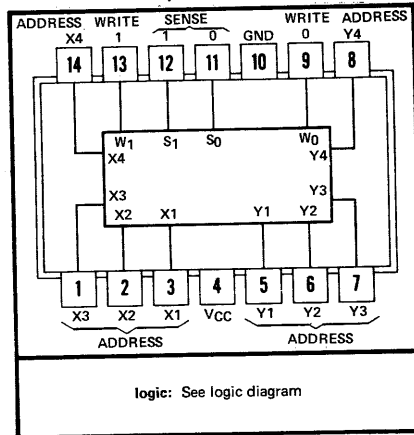 ADDRESS WRITE SENSE WRITE ADDRESS
X4 1 1 0 GND 0 Y4
14 13 12 11 10 9 8
W1 S1 S0 W0
X4 Y4
X3 Y3
X2 X1 Y1 Y2
1 2 3 4 5 6 7
X3 X2 X1 VCC Y1 Y2 Y3
ADDRESS ADDRESS
logic: See logic diagram